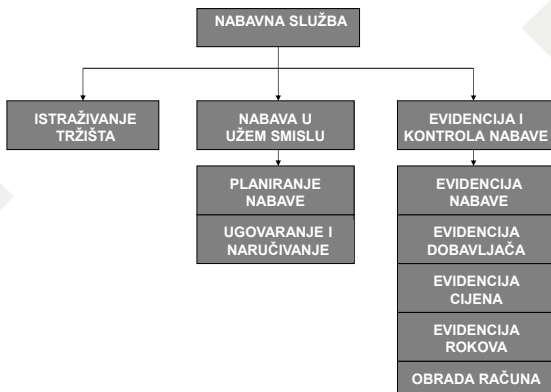 NABAVNA SLUŽBA
ISTRAŽIVANJE
TRŽIŠTA
NABAVA U
UŽEM SMISLU
EVIDENCIJA I
KONTROLA NABAVE
PLANIRANJE
NABAVE
UGOVARANJE I
NARUČIVANJE
EVIDENCIJA
NABAVE
EVIDENCIJA
DOBAVLJAČA
EVIDENCIJA
CIJENA
EVIDENCIJA
ROKOVA
OBRADA RAČUNA